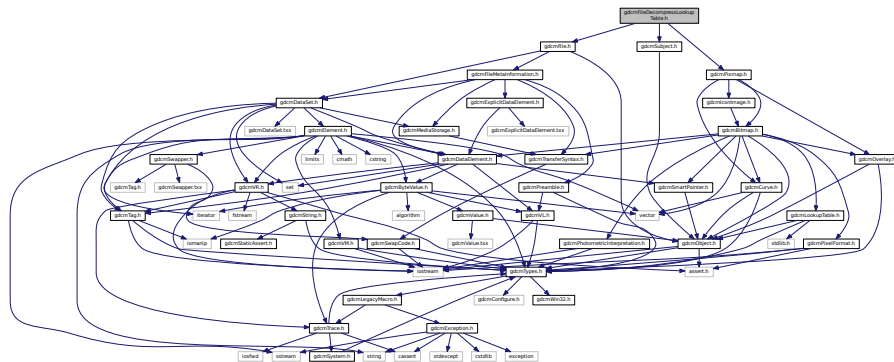 gdcmFileDecompressLookup
Table.h
gdcmFile.h
gdcmSubject.h
gdcmPixmap.h
gdcmFileMetaInformation.h
gdcmIconImage.h
gdcmDataSet.h
gdcmExplicitDataElement.h
gdcmDataSet.txx
gdcmElement.h
gdcmMediaStorage.h
gdcmExplicitDataElement.txx
gdcmBitmap.h
gdcmSwapper.h
limits
cmath
cstring
gdcmDataElement.h
gdcmTransferSyntax.h
gdcmOverlay.h
gdcmTag.h
gdcmSwapper.txx
gdcmVR.h
set
gdcmByteValue.h
gdcmPreamble.h
gdcmSmartPointer.h
gdcmCurve.h
gdcmTag.h
iterator
fstream
gdcmString.h
algorithm
gdcmValue.h
gdcmVL.h
vector
gdcmLookupTable.h
iomanip
gdcmStaticAssert.h
gdcmVM.h
gdcmSwapCode.h
gdcmValue.txx
gdcmPhotometricInterpretation.h
gdcmObject.h
stdlib.h
gdcmPixelFormat.h
iostream
gdcmTypes.h
assert.h
gdcmLegacyMacro.h
gdcmConfigure.h
gdcmWin32.h
gdcmTrace.h
gdcmException.h
iosfwd
sstream
gdcmSystem.h
string
cassert
stdexcept
cstdlib
exception